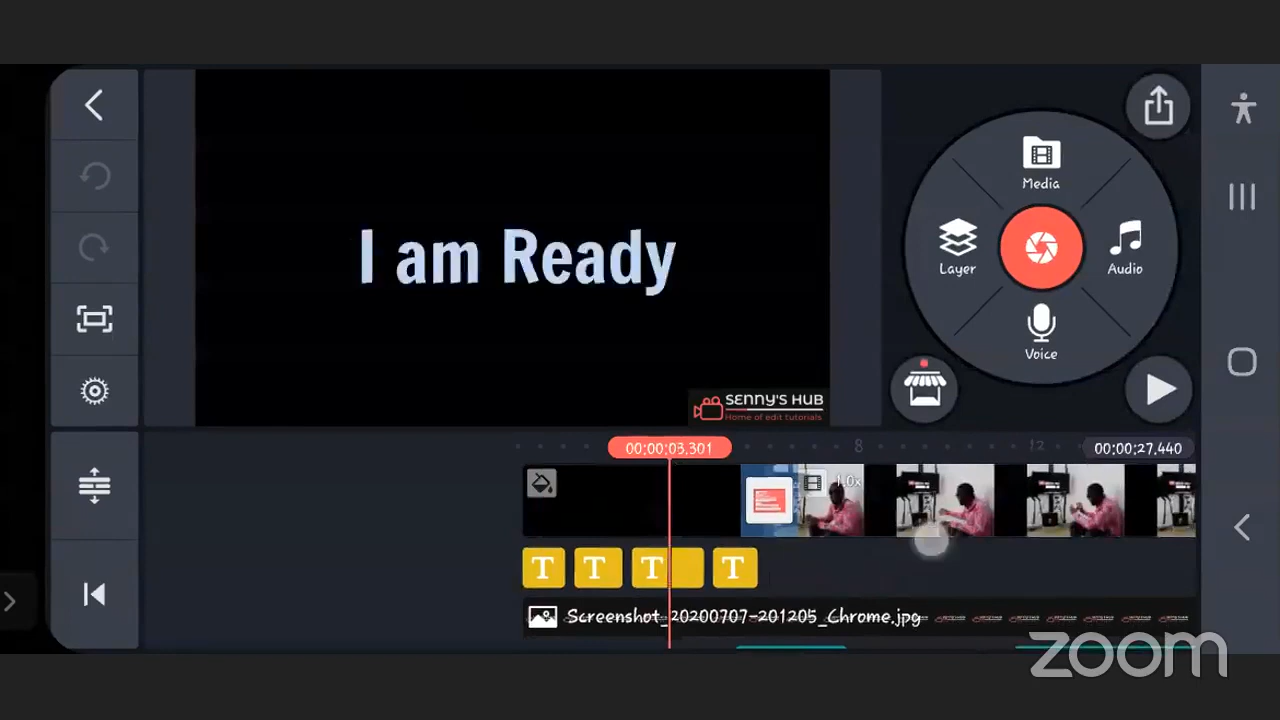 I am Ready
SENNY'S HUB
Home of edit tutorials
Media
Layer
Audio
Voice
00:00:03.301
8
12
00:00:27.440
1.0x
T
T
T
T
Screenshot_20200707-201205_Chrome.jpg
zoom